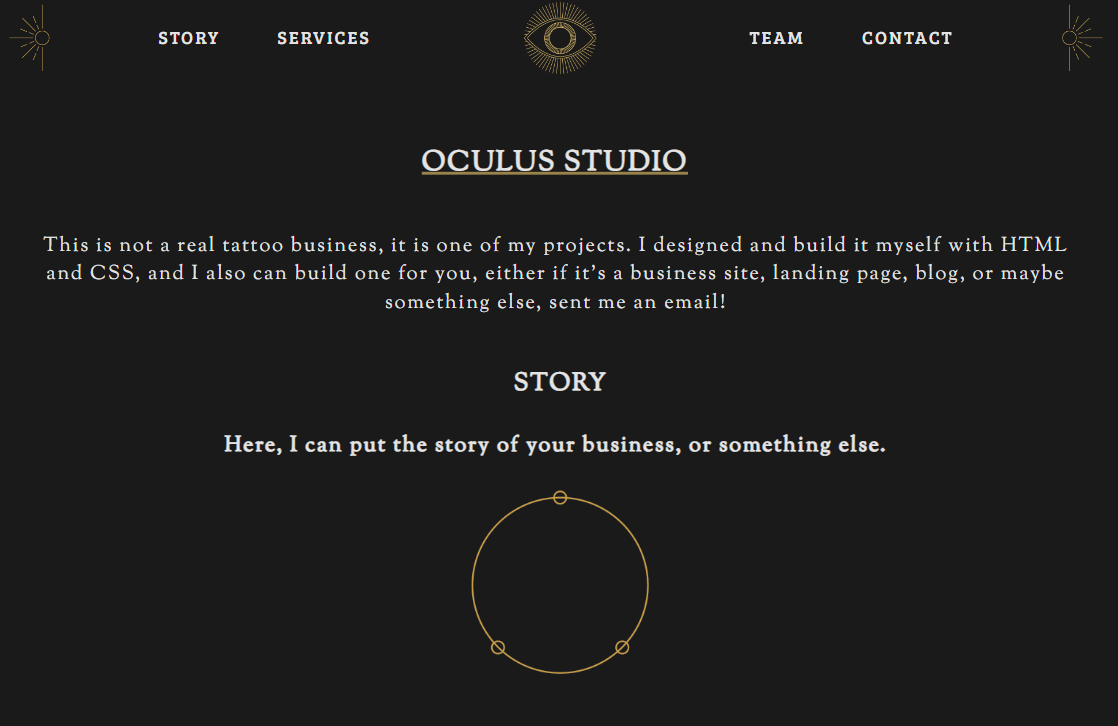 STORY SERVICES TEAM CONTACT
OCULUS STUDIO
This is not a real tattoo business, it is one of my projects. I designed and build it myself with HTML
and CSS, and I also can build one for you, either if it's a business site, landing page, blog, or maybe
something else, sent me an email!
STORY
Here, I can put the story of your business, or something else.